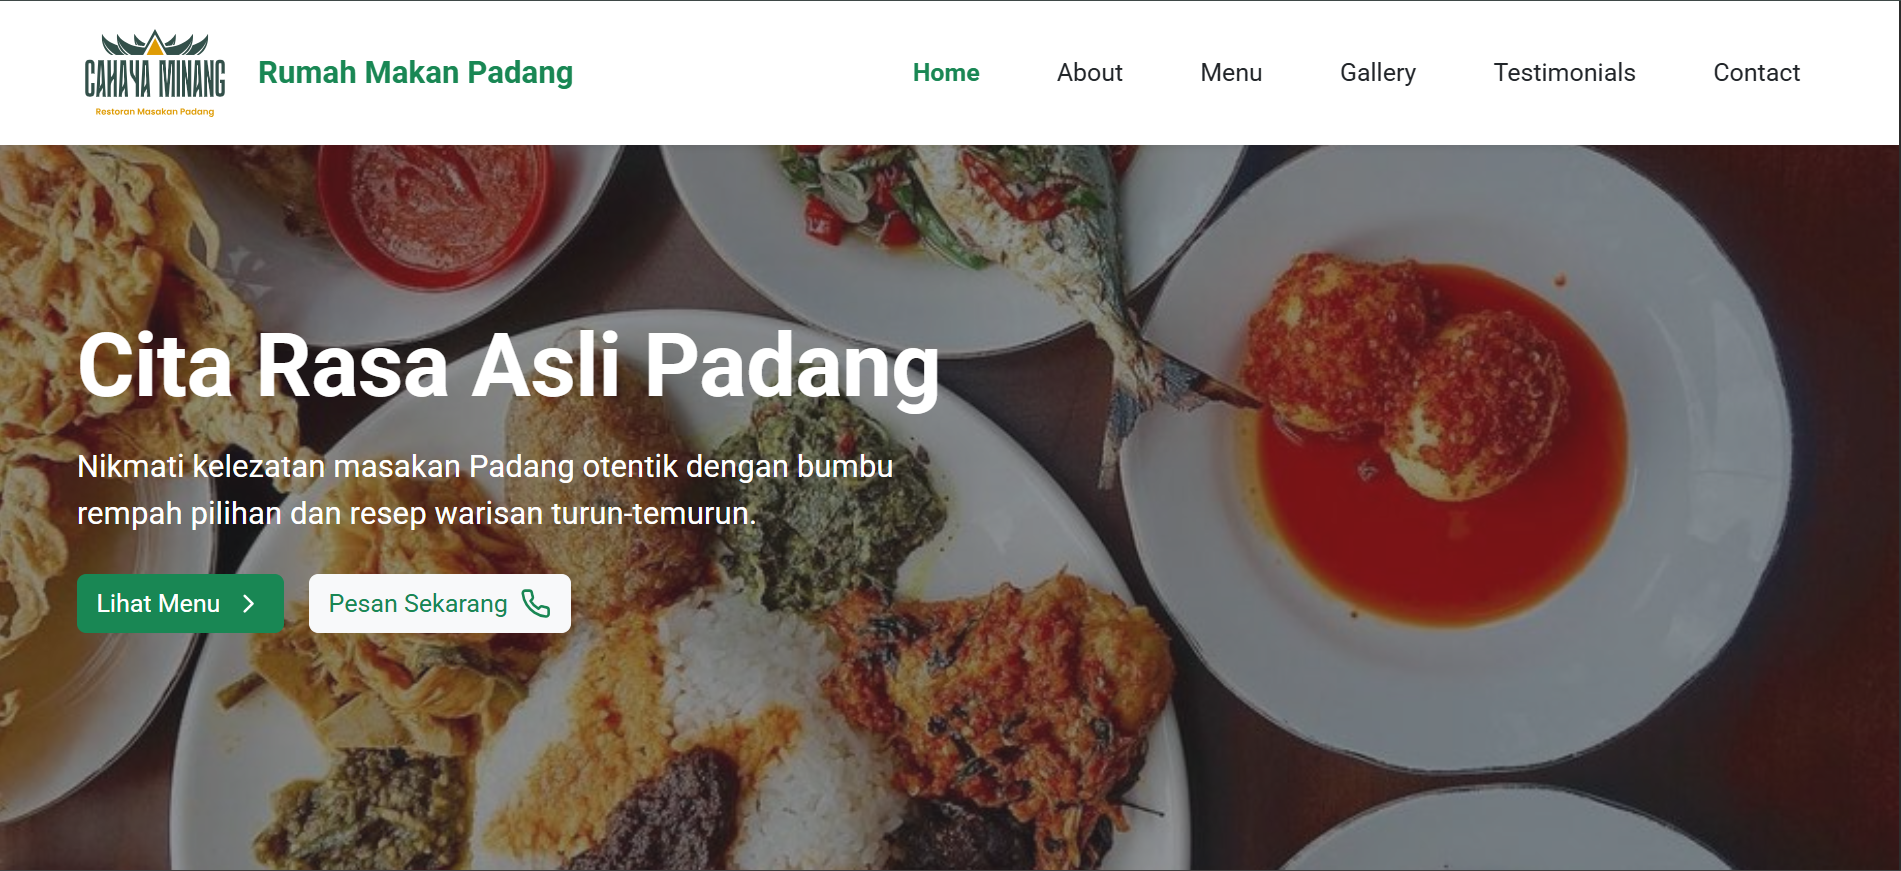 CAHAYA MINANG
Restoran Masakan Padang
Rumah Makan Padang
Home
About
Menu
Gallery
Testimonials
Contact
Cita Rasa Asli Padang
Nikmati kelezatan masakan Padang otentik dengan bumbu
rempah pilihan dan resep warisan turun-temurun.
Lihat Menu
Pesan Sekarang